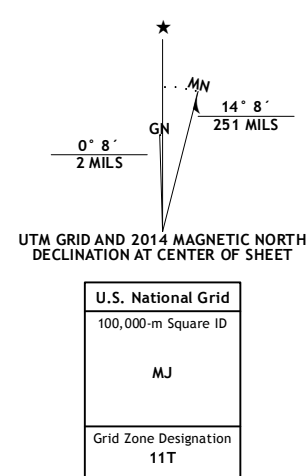 ★
MN
GN
14° 8´
251 MILS
0° 8´
2 MILS
UTM GRID AND 2014 MAGNETIC NORTH
DECLINATION AT CENTER OF SHEET
U.S. National Grid
100,000-m Square ID
MJ
Grid Zone Designation
11T